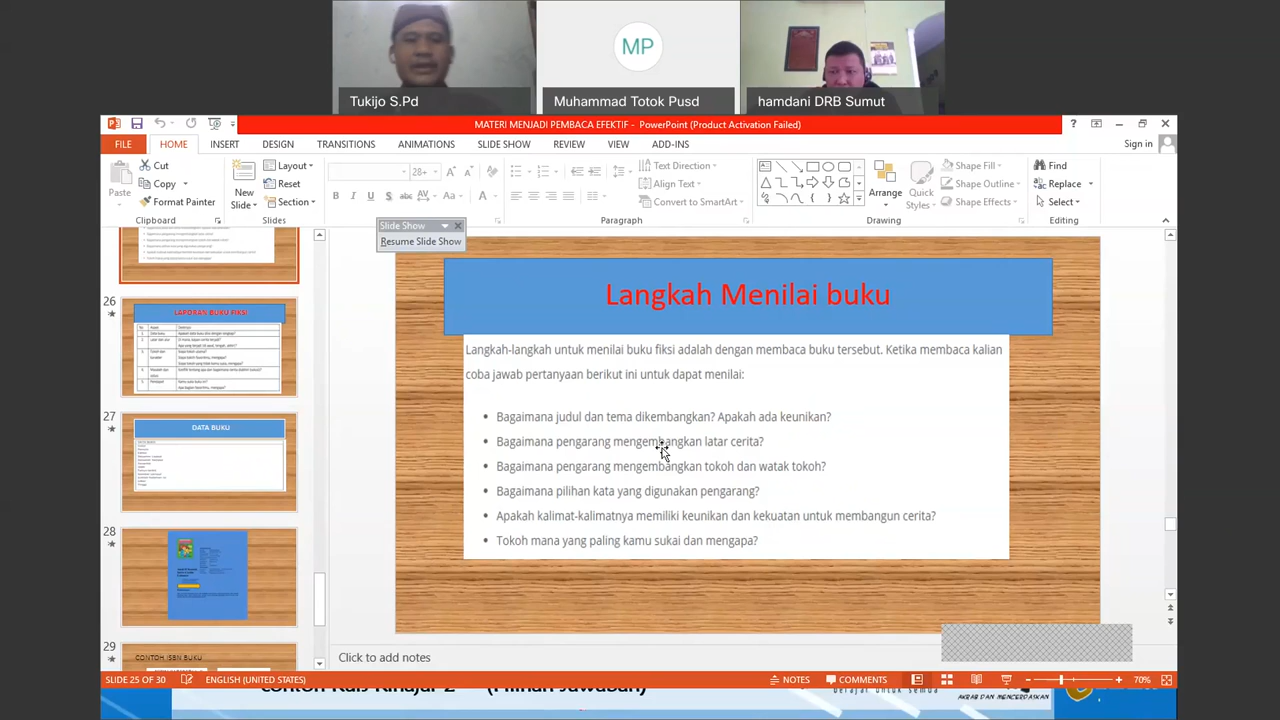 MP
Tukijo S.Pd
Muhammad Totok Pusd
hamdani DRB Sumut
MATERI MENJADI PEMBACA EFEKTIF - PowerPoint (Product Activation Failed)
FILE HOME INSERT DESIGN TRANSITIONS ANIMATIONS SLIDE SHOW REVIEW VIEW ADD-INS Sign in
Paste
Cut
Copy
Format Painter
Clipboard
New Slide
Layout
Reset
Section
Slides
28+
Paragraph
Text Direction
Align Text
Convert to SmartArt
Arrange
Quick Styles
Shape Fill
Shape Outline
Shape Effects
Drawing
Find
Replace
Select
Editing
Slide Show
Resume Slide Show
26
LAPORAN BUKU FIKSI
27
DATA BUKU
28
29
CONTOH ISBN BUKU
Langkah Menilai buku
Langkah-langkah untuk menilai buku fiksi adalah dengan membaca buku tersebut. Ketika membaca kalian
coba jawab pertanyaan berikut ini untuk dapat menilai:
• Bagaimana judul dan tema dikembangkan? Apakah ada keunikan?
• Bagaimana pengarang mengembangkan latar cerita?
• Bagaimana pengarang mengembangkan tokoh dan watak tokoh?
• Bagaimana pilihan kata yang digunakan pengarang?
• Apakah kalimat-kalimatnya memiliki keunikan dan kekuatan untuk membangun cerita?
• Tokoh mana yang paling kamu sukai dan mengapa?
Click to add notes
SLIDE 25 OF 30 ENGLISH (UNITED STATES) NOTES COMMENTS 70%
AKRAB DAN MENCERDASKAN